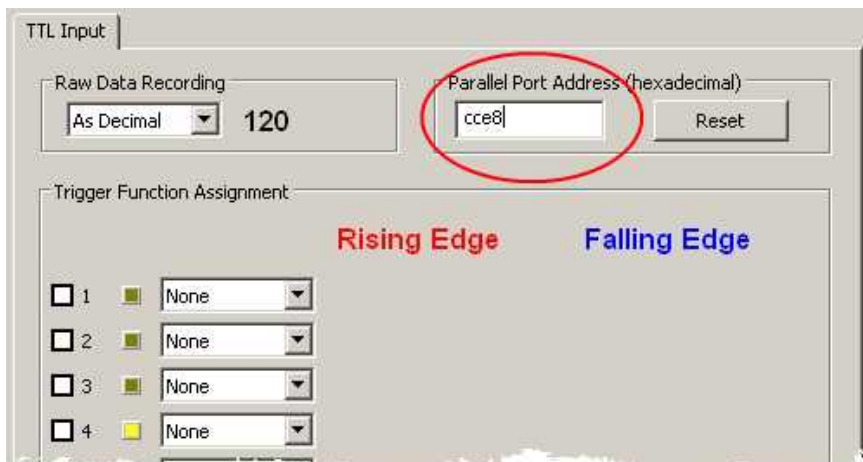 TTL Input
Raw Data Recording
As Decimal 120
Parallel Port Address (hexadecimal)
cce8 Reset
Trigger Function Assignment
Rising Edge Falling Edge
1 None
2 None
3 None
4 None